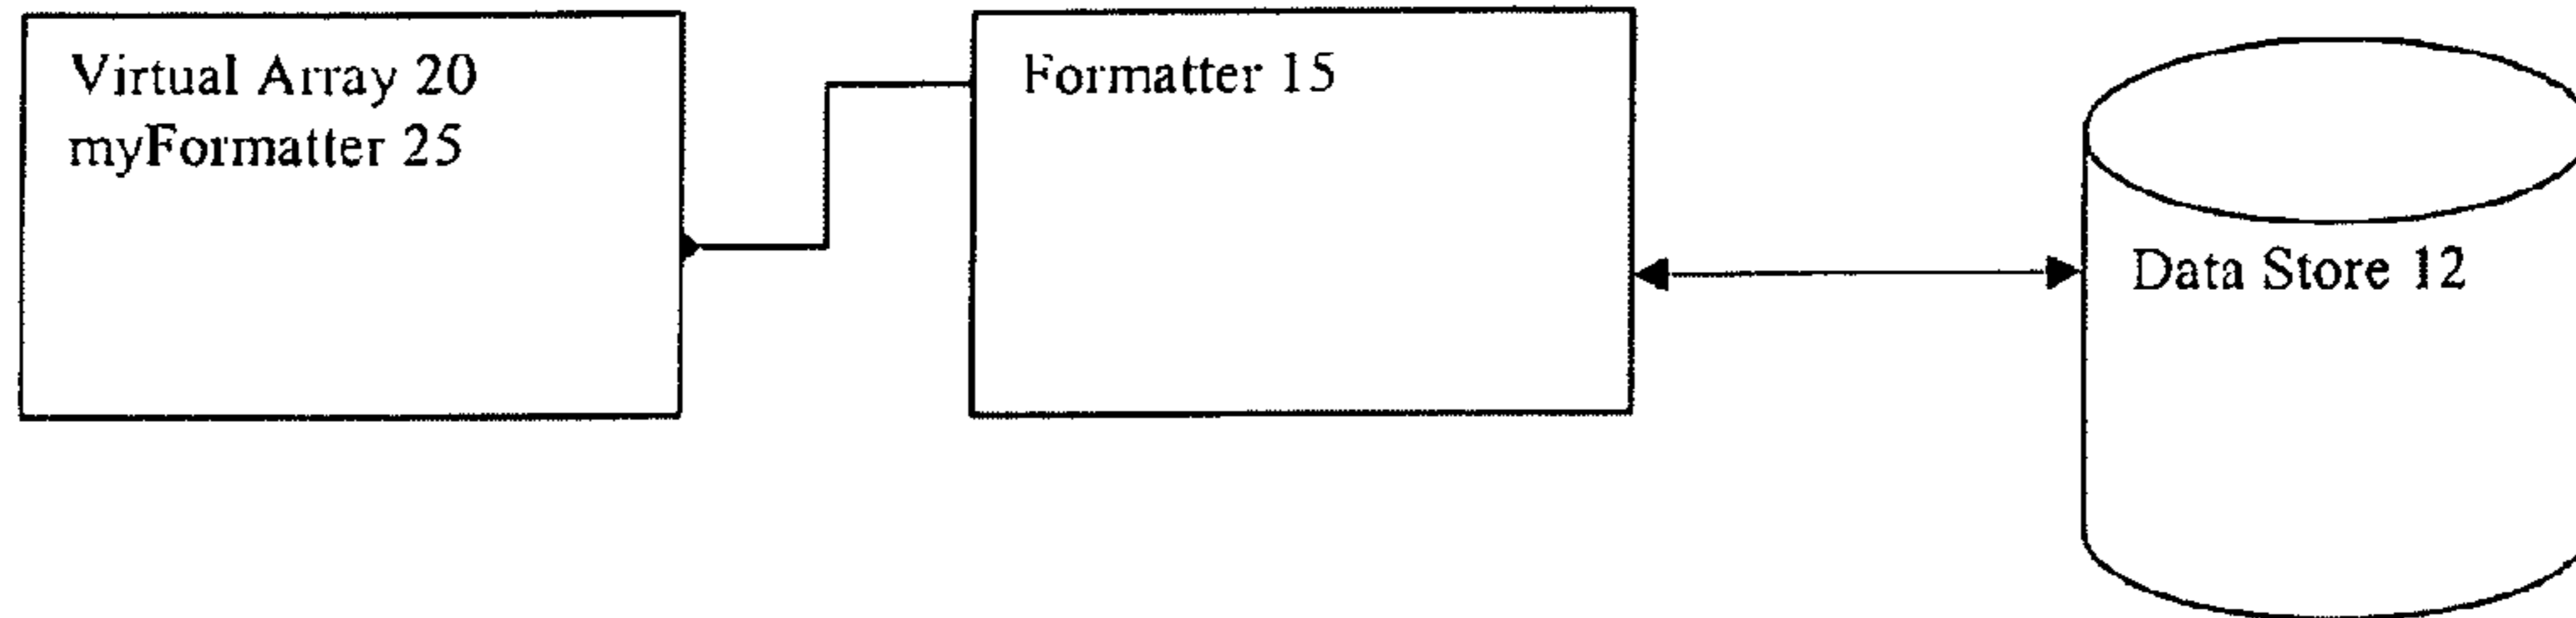 Virtual Array 20
myFormatter 25
Formatter 15
Data Store 12